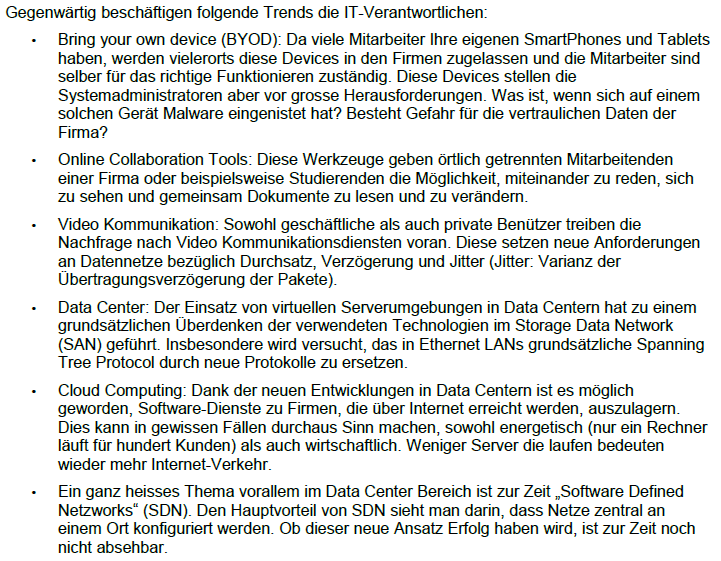 Gegenwärtig beschäftigen folgende Trends die IT-Verantwortlichen:
• Bring your own device (BYOD): Da viele Mitarbeiter Ihre eigenen SmartPhones und Tablets
haben, werden vielerorts diese Devices in den Firmen zugelassen und die Mitarbeiter sind
selber für das richtige Funktionieren zuständig. Diese Devices stellen die
Systemadministratoren aber vor grosse Herausforderungen. Was ist, wenn sich auf einem
solchen Gerät Malware eingenistet hat? Besteht Gefahr für die vertraulichen Daten der
Firma?
• Online Collaboration Tools: Diese Werkzeuge geben örtlich getrennten Mitarbeitenden
einer Firma oder beispielsweise Studierenden die Möglichkeit, miteinander zu reden, sich
zu sehen und gemeinsam Dokumente zu lesen und zu verändern.
• Video Kommunikation: Sowohl geschäftliche als auch private Benützer treiben die
Nachfrage nach Video Kommunikationsdiensten voran. Diese setzen neue Anforderungen
an Datennetze bezüglich Durchsatz, Verzögerung und Jitter (Jitter: Varianz der
Übertragungsverzögerung der Pakete).
• Data Center: Der Einsatz von virtuellen Serverumgebungen in Data Centern hat zu einem
grundsätzlichen Überdenken der verwendeten Technologien im Storage Data Network
(SAN) geführt. Insbesondere wird versucht, das in Ethernet LANs grundsätzliche Spanning
Tree Protocol durch neue Protokolle zu ersetzen.
• Cloud Computing: Dank der neuen Entwicklungen in Data Centern ist es möglich
geworden, Software-Dienste zu Firmen, die über Internet erreicht werden, auszulagern.
Dies kann in gewissen Fällen durchaus Sinn machen, sowohl energetisch (nur ein Rechner
läuft für hundert Kunden) als auch wirtschaftlich. Weniger Server die laufen bedeuten
wieder mehr Internet-Verkehr.
• Ein ganz heisses Thema vorallem im Data Center Bereich ist zur Zeit „Software Defined
Netzworks“ (SDN). Den Hauptvorteil von SDN sieht man darin, dass Netze zentral an
einem Ort konfiguriert werden. Ob dieser neue Ansatz Erfolg haben wird, ist zur Zeit noch
nicht absehbar.